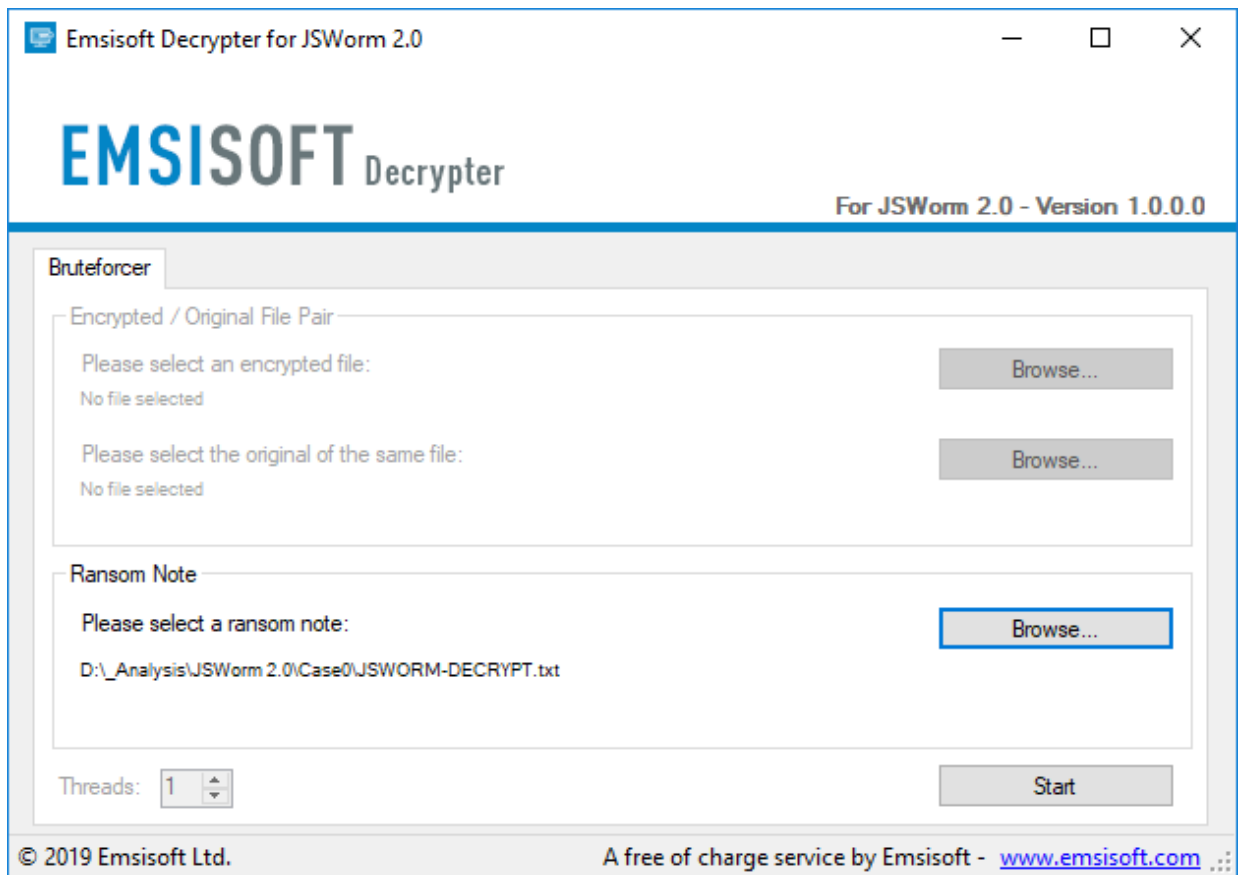 Emsisoft Decrypter for JSWorm 2.0
EMSISOFT Decrypter
For JSWorm 2.0 - Version 1.0.0.0
Bruteforcer
Encrypted / Original File Pair
Please select an encrypted file:
Browse...
No file selected
Please select the original of the same file:
Browse...
No file selected
Ransom Note
Please select a ransom note:
Browse...
D:\_Analysis\JSWorm 2.0\Case0\JSWORM-DECRYPT.txt
Threads: 1
Start
© 2019 Emsisoft Ltd.
A free of charge service by Emsisoft - www.emsisoft.com